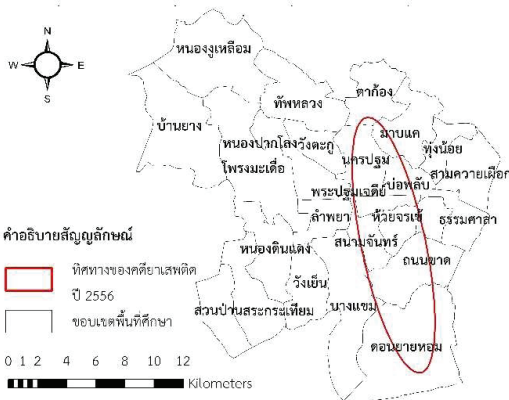 N
W E
S
หนองงูเหลือม
ตาก้อง
ทัพหลวง
บ้านยาง
มาบแค
หนองปากโลง
วังตะกู
ทุ่งน้อย
นครปฐม
โพรงมะเดื่อ
สามควายเผือก
พระปฐมเจดีย์
บ่อพลับ
ลำพยา
ห้วยจรเข้
ธรรมศาลา
คำอธิบายสัญญลักษณ์
หนองดินแดง
สนามจันทร์
ถนนขาด
ทิศทางของคดียาเสพติด
ปี 2556
วังเย็น
สวนป่าน
สระกระเทียม
บางแขม
ขอบเขตพื้นที่ศึกษา
ดอนยายหอม
0 1 2 4 6 8 10 12
Kilometers